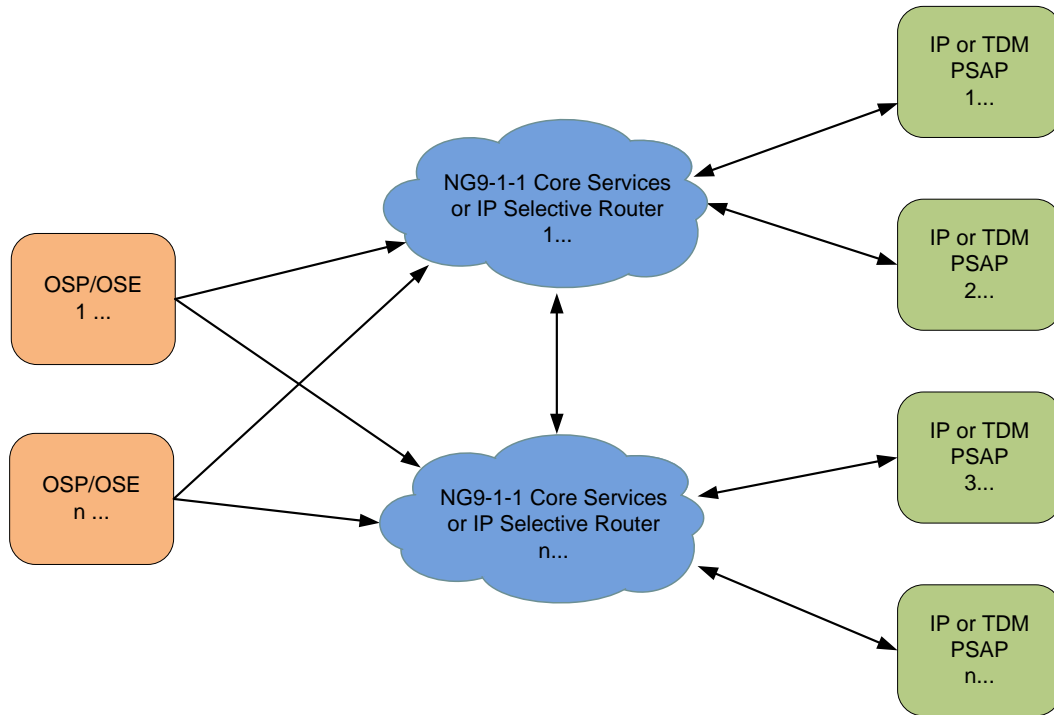 OSP/OSE
1 ...
OSP/OSE
n ...
NG9-1-1 Core Services
or IP Selective Router
1...
NG9-1-1 Core Services
or IP Selective Router
n...
IP or TDM
PSAP
1...
IP or TDM
PSAP
2...
IP or TDM
PSAP
3...
IP or TDM
PSAP
n...